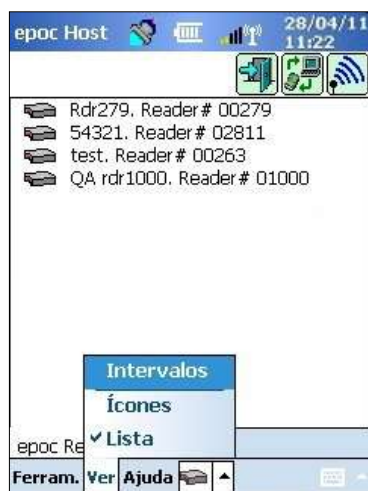 epoc Host 28/04/11
11:22
Rdr279. Reader# 00279
54321. Reader# 02811
test. Reader# 00263
QA rdr1000. Reader# 01000
Intervalos
Ícones
✓Lista
epoc Re
Ferram. Ver Ajuda